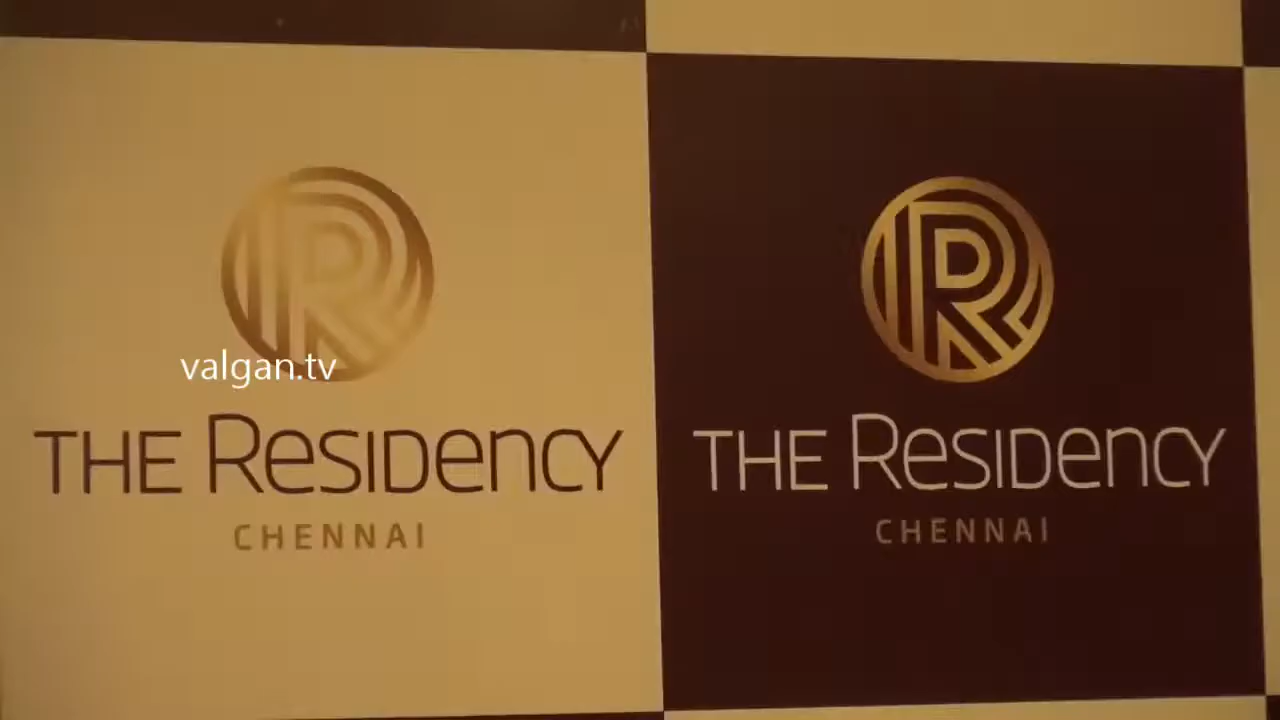 R
valgan.tv
THE ResiDency
CHENNAI
R
THE ResiDency
CHENNAI